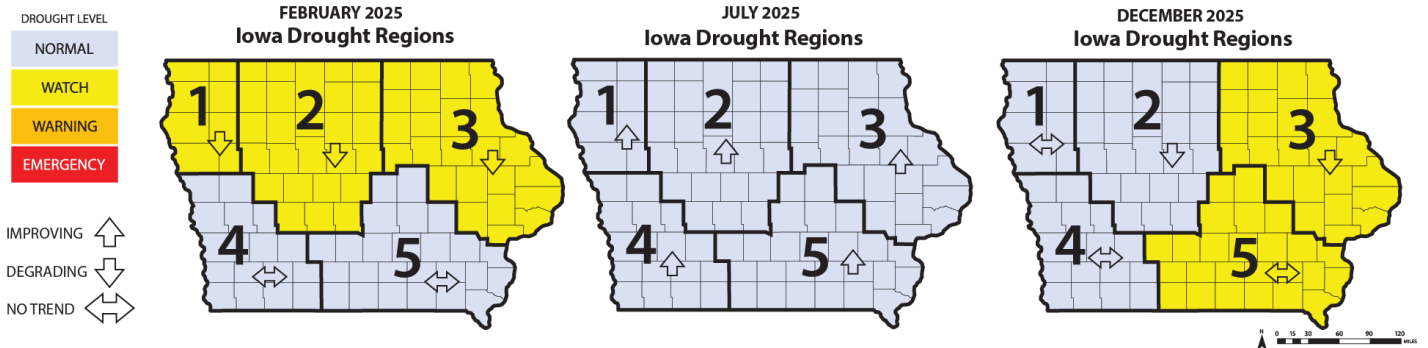 DROUGHT LEVEL
NORMAL
WATCH
WARNING
EMERGENCY
IMPROVING
DEGRADING
NO TREND
FEBRUARY 2025
Iowa Drought Regions
1
2
3
4
5
JULY 2025
Iowa Drought Regions
1
2
3
4
5
DECEMBER 2025
Iowa Drought Regions
1
2
3
4
5
N
0 15 30 60 90 120
MILES